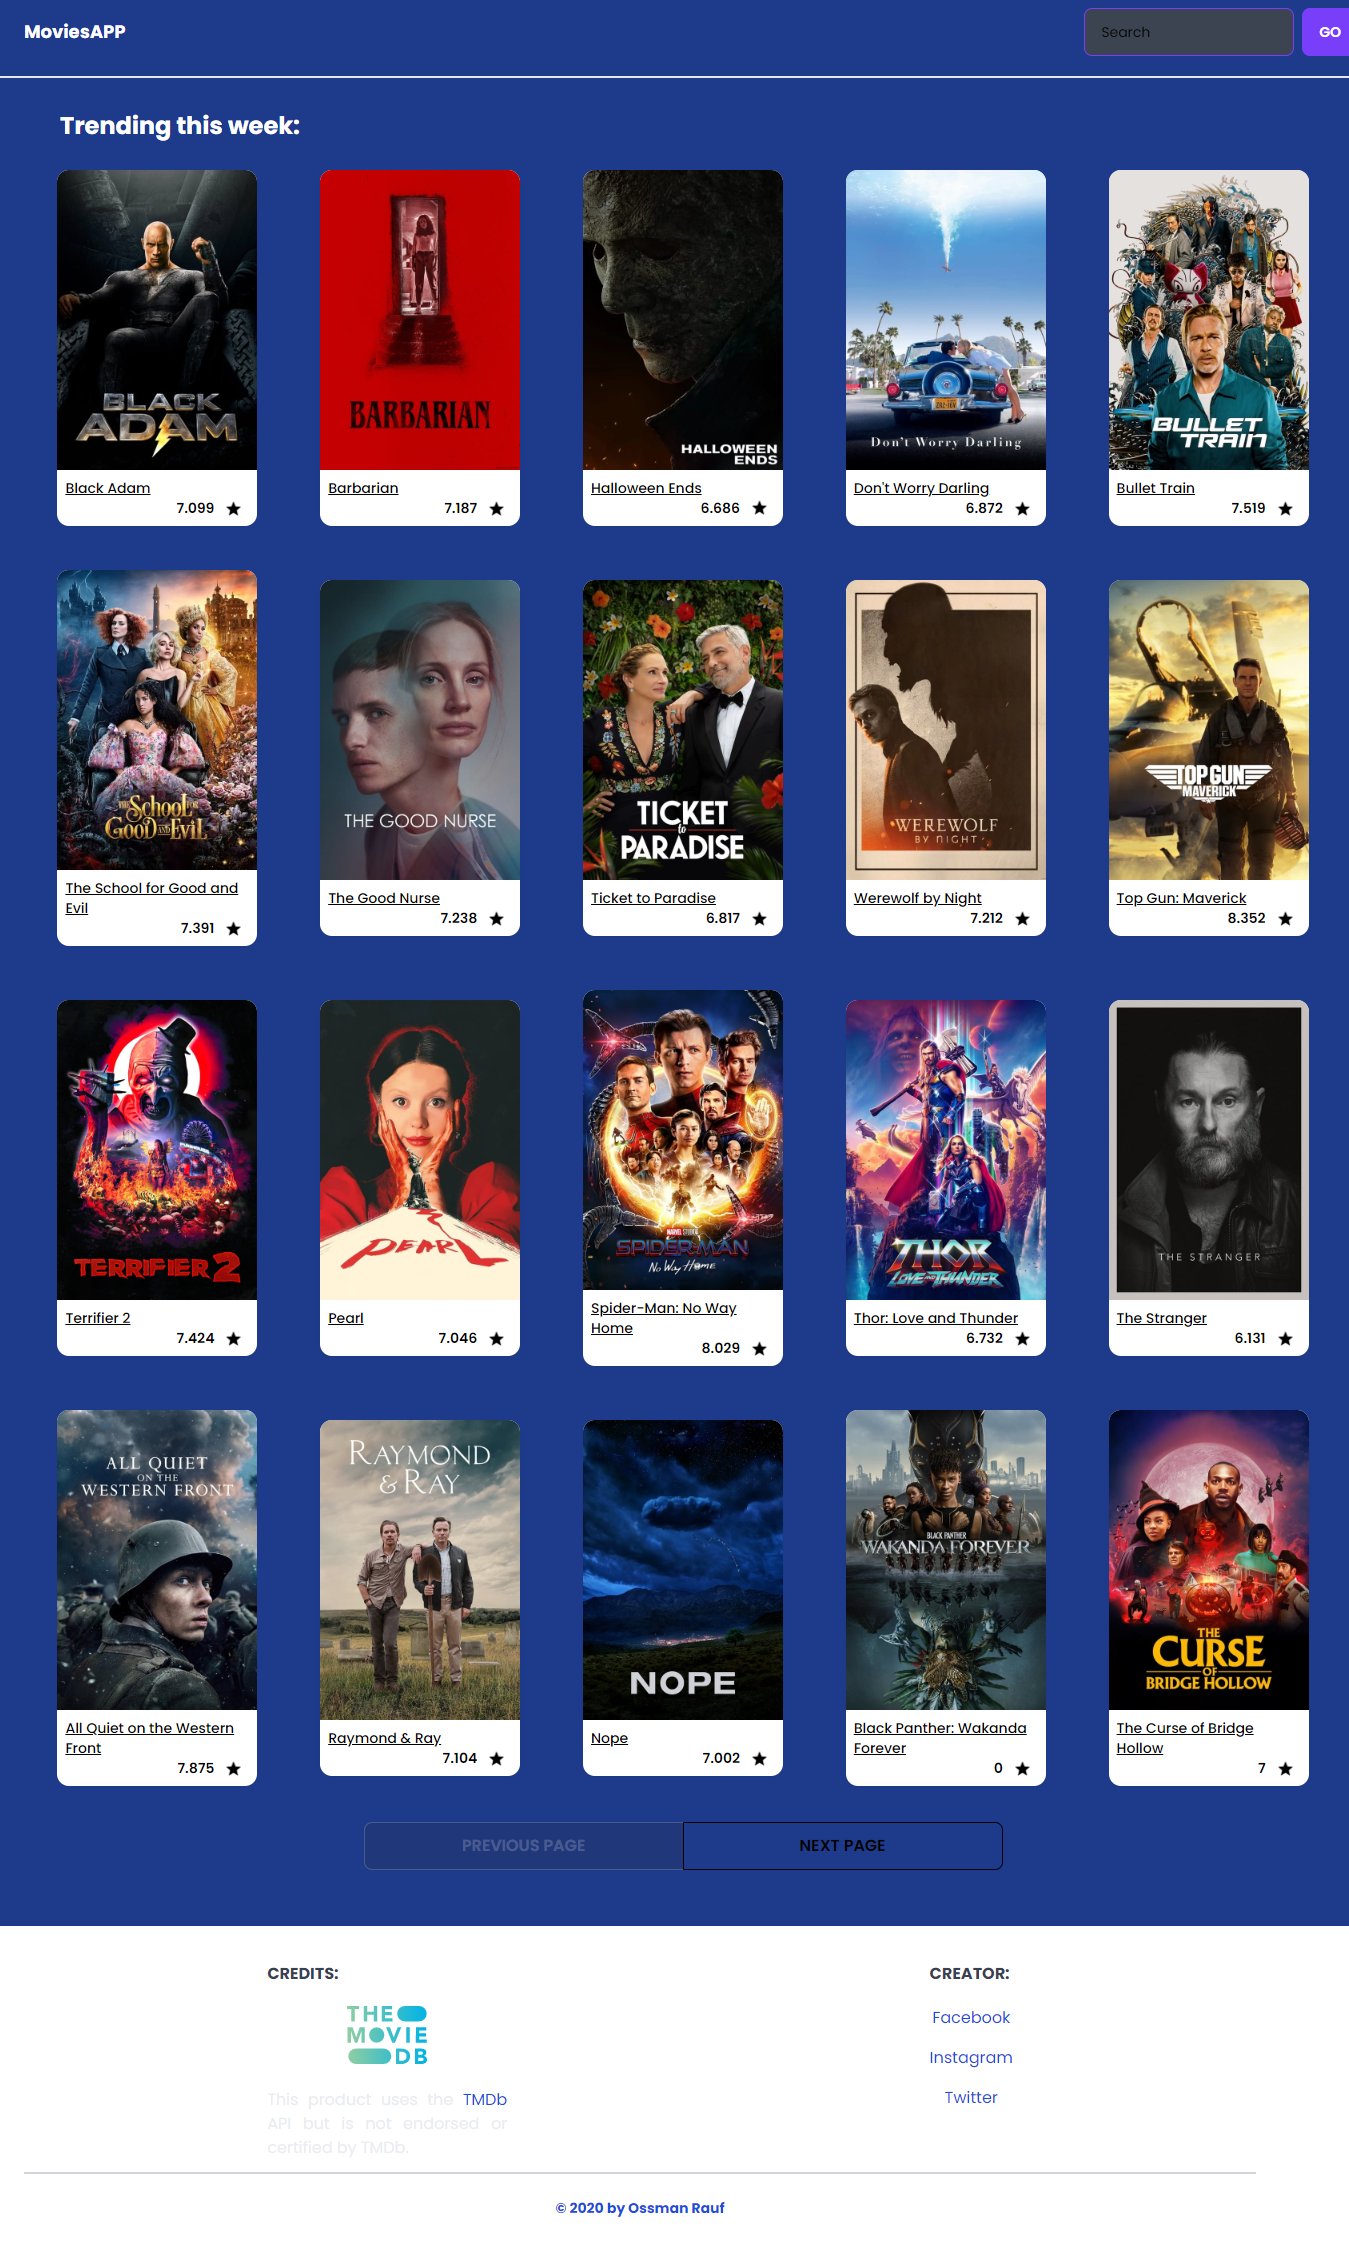 MoviesAPP
Search
GO
Trending this week:
BLACK
ADAM
BARBARIAN
HALLOWEEN
ENDS
Don't Worry Darling
BULLET
TRAIN
Black Adam
7.099
Barbarian
7.187
Halloween Ends
6.686
Don't Worry Darling
6.872
Bullet Train
7.519
THE School FOR
GOOD AND EVIL
THE GOOD NURSE
TICKET
to
PARADISE
WEREWOLF
BY NIGHT
TOP GUN
MAVERICK
The School for Good and
Evil
7.391
The Good Nurse
7.238
Ticket to Paradise
6.817
Werewolf by Night
7.212
Top Gun: Maverick
8.352
TERRIFIER 2
PEARL
MARVEL STUDIOS
SPIDER-MAN
NO WAY HOME
THOR
LOVE AND THUNDER
THE STRANGER
Terrifier 2
7.424
Pearl
7.046
Spider-Man: No Way
Home
8.029
Thor: Love and Thunder
6.732
The Stranger
6.131
ALL QUIET
ON THE
WESTERN FRONT
RAYMOND
& RAY
NOPE
BLACK PANTHER
WAKANDA FOREVER
THE
CURSE
OF
BRIDGE HOLLOW
All Quiet on the Western
Front
7.875
Raymond & Ray
7.104
Nope
7.002
Black Panther: Wakanda
Forever
0
The Curse of Bridge
Hollow
7
PREVIOUS PAGE
NEXT PAGE
CREDITS:
THE
MOVIE
DB
This product uses the TMDb
API but is not endorsed or
certified by TMDb.
CREATOR:
Facebook
Instagram
Twitter
© 2020 by Ossman Rauf